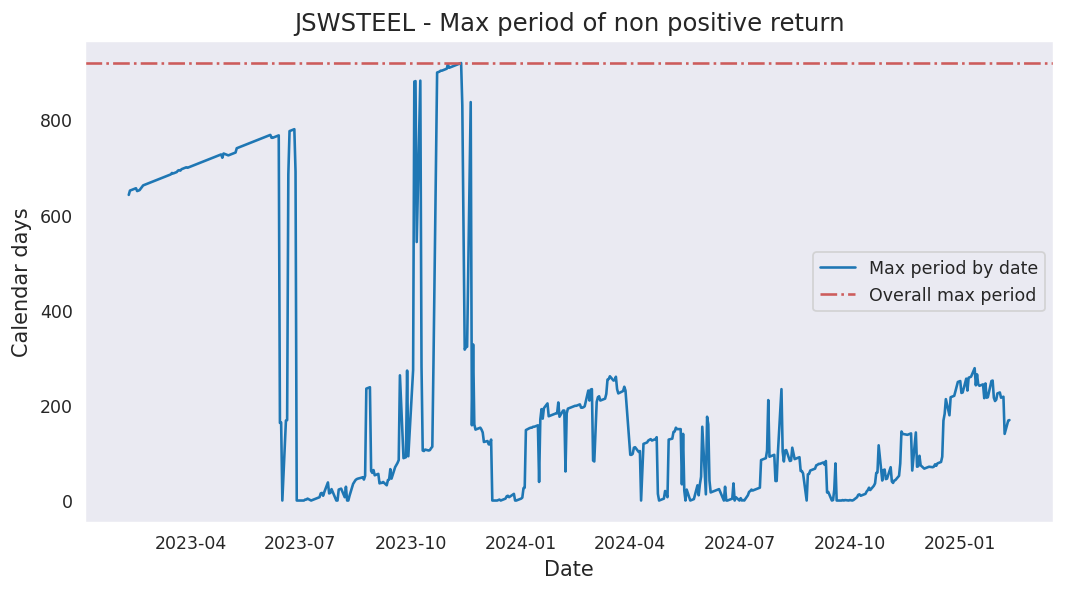 JSWSTEEL - Max period of non positive return
Calendar days
800
600
400
200
0
Max period by date
Overall max period
2023-04 2023-07 2023-10 2024-01 2024-04 2024-07 2024-10 2025-01
Date